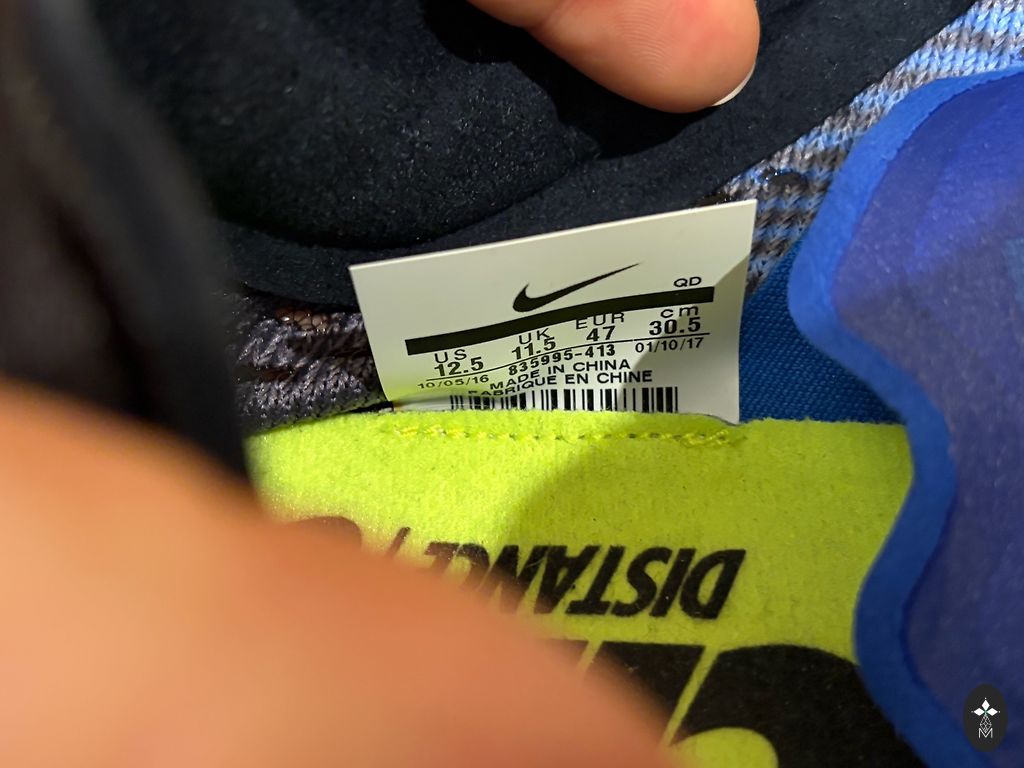 QD
US UK EUR cm
12.5 11.5 47 30.5
10/05/16 835995-413 01/10/17
MADE IN CHINA
FABRIQUE EN CHINE
DISTANCE /
M